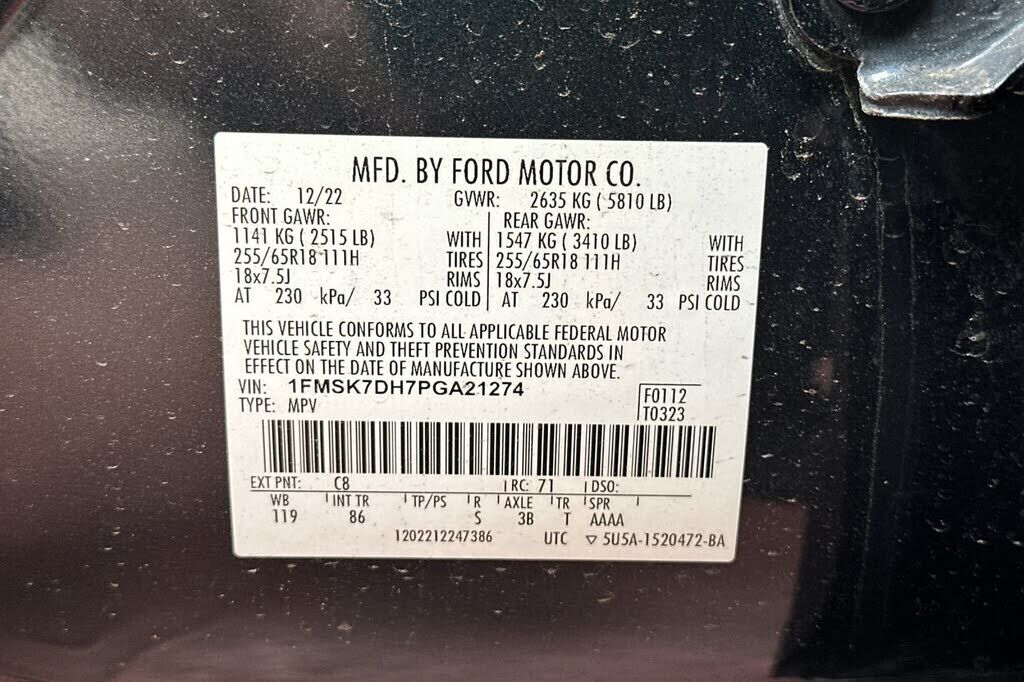 MFD. BY FORD MOTOR CO.
DATE: 12/22 GVWR: 2635 KG ( 5810 LB)
FRONT GAWR: REAR GAWR:
1141 KG ( 2515 LB) WITH 1547 KG ( 3410 LB) WITH
255/65R18 111H TIRES 255/65R18 111H TIRES
18x7.5J RIMS 18x7.5J RIMS
AT 230 kPa/ 33 PSI COLD AT 230 kPa/ 33 PSI COLD
THIS VEHICLE CONFORMS TO ALL APPLICABLE FEDERAL MOTOR
VEHICLE SAFETY AND THEFT PREVENTION STANDARDS IN
EFFECT ON THE DATE OF MANUFACTURE SHOWN ABOVE.
VIN: 1FMSK7DH7PGA21274 F0112
TYPE: MPV T0323
EXT PNT: C8 RC: 71 DSO:
WB INT TR TP/PS R AXLE TR SPR
119 86 S 3B T AAAA
1202212247386 UTC ▽ 5U5A-1520472-BA